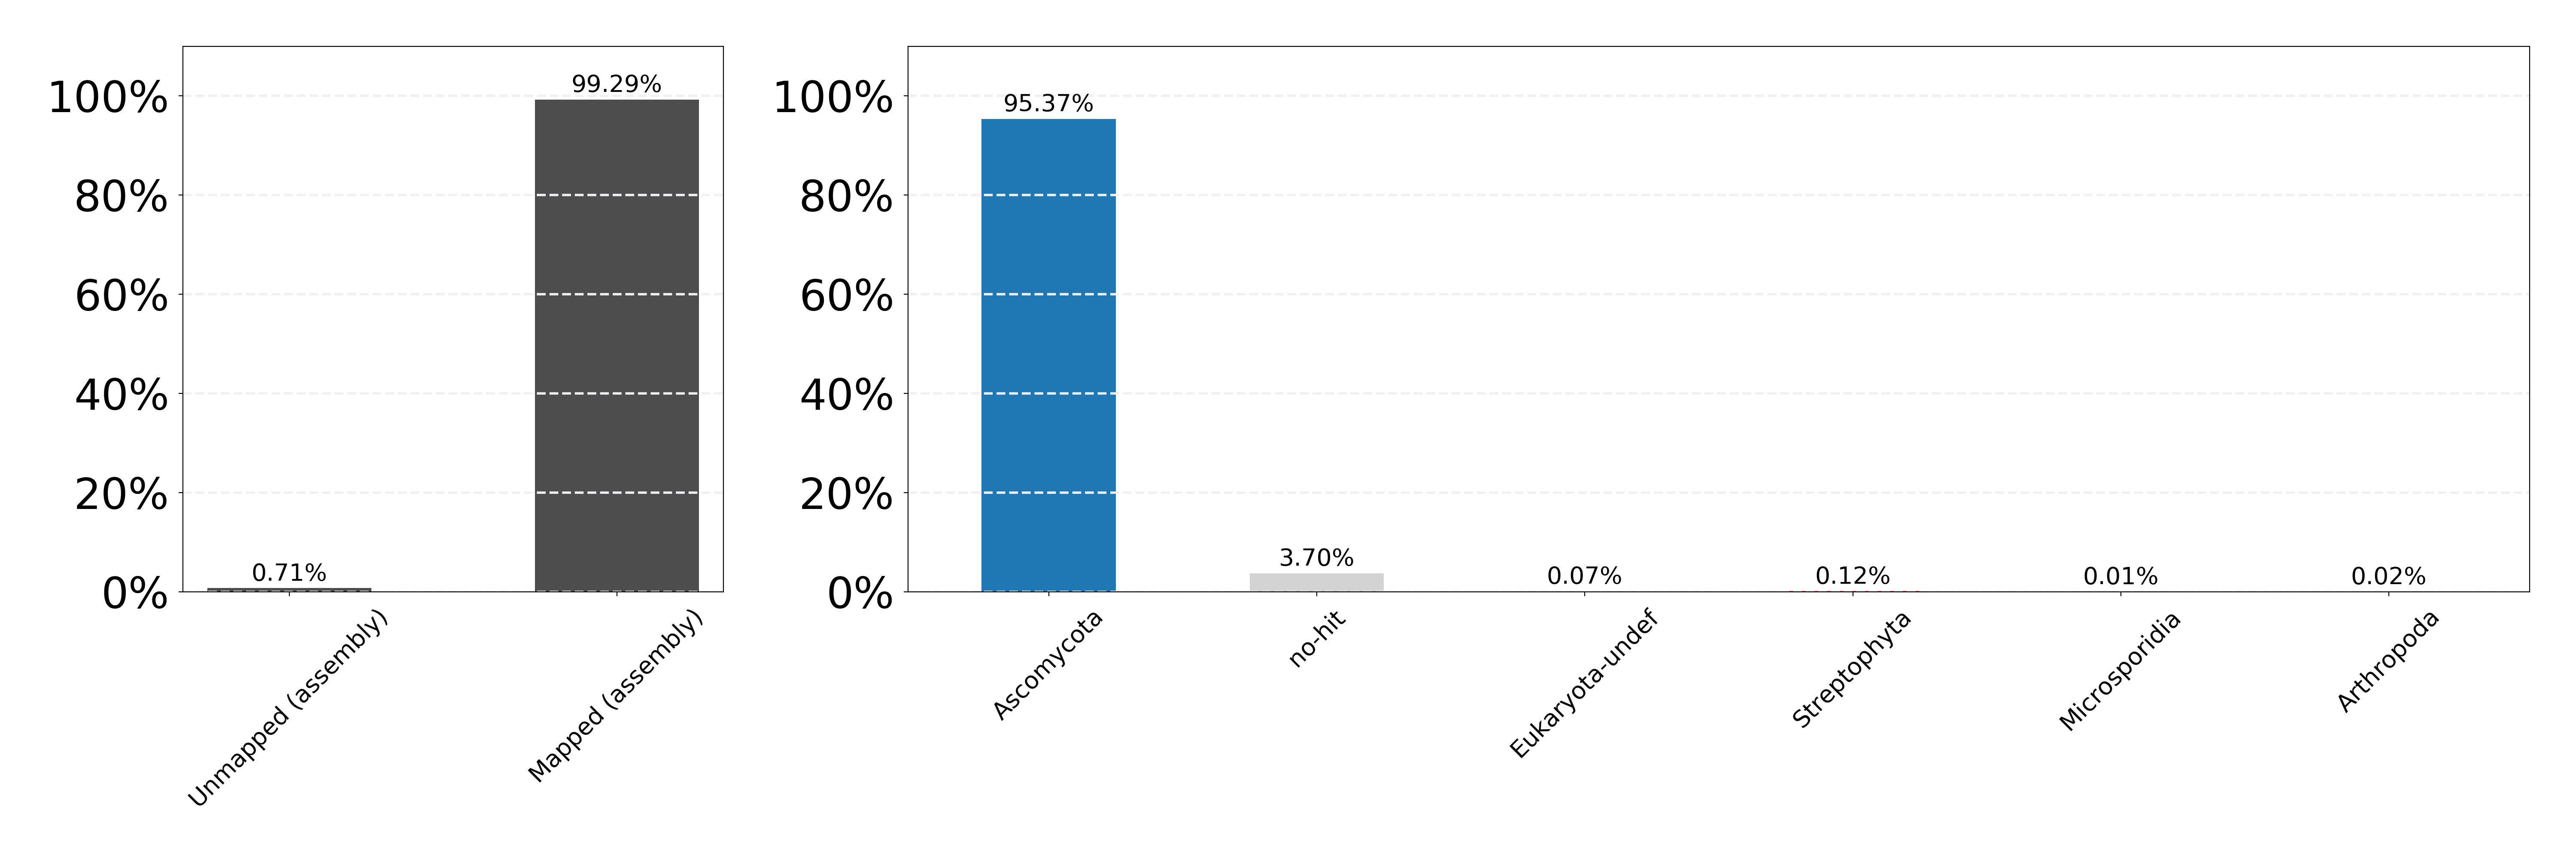 100%
80%
60%
40%
20%
0%
0.71%
99.29%
Unmapped (assembly)
Mapped (assembly)
100%
80%
60%
40%
20%
0%
95.37%
3.70%
0.07%
0.12%
0.01%
0.02%
Ascomycota
no-hit
Eukaryota-undef
Streptophyta
Microsporidia
Arthropoda